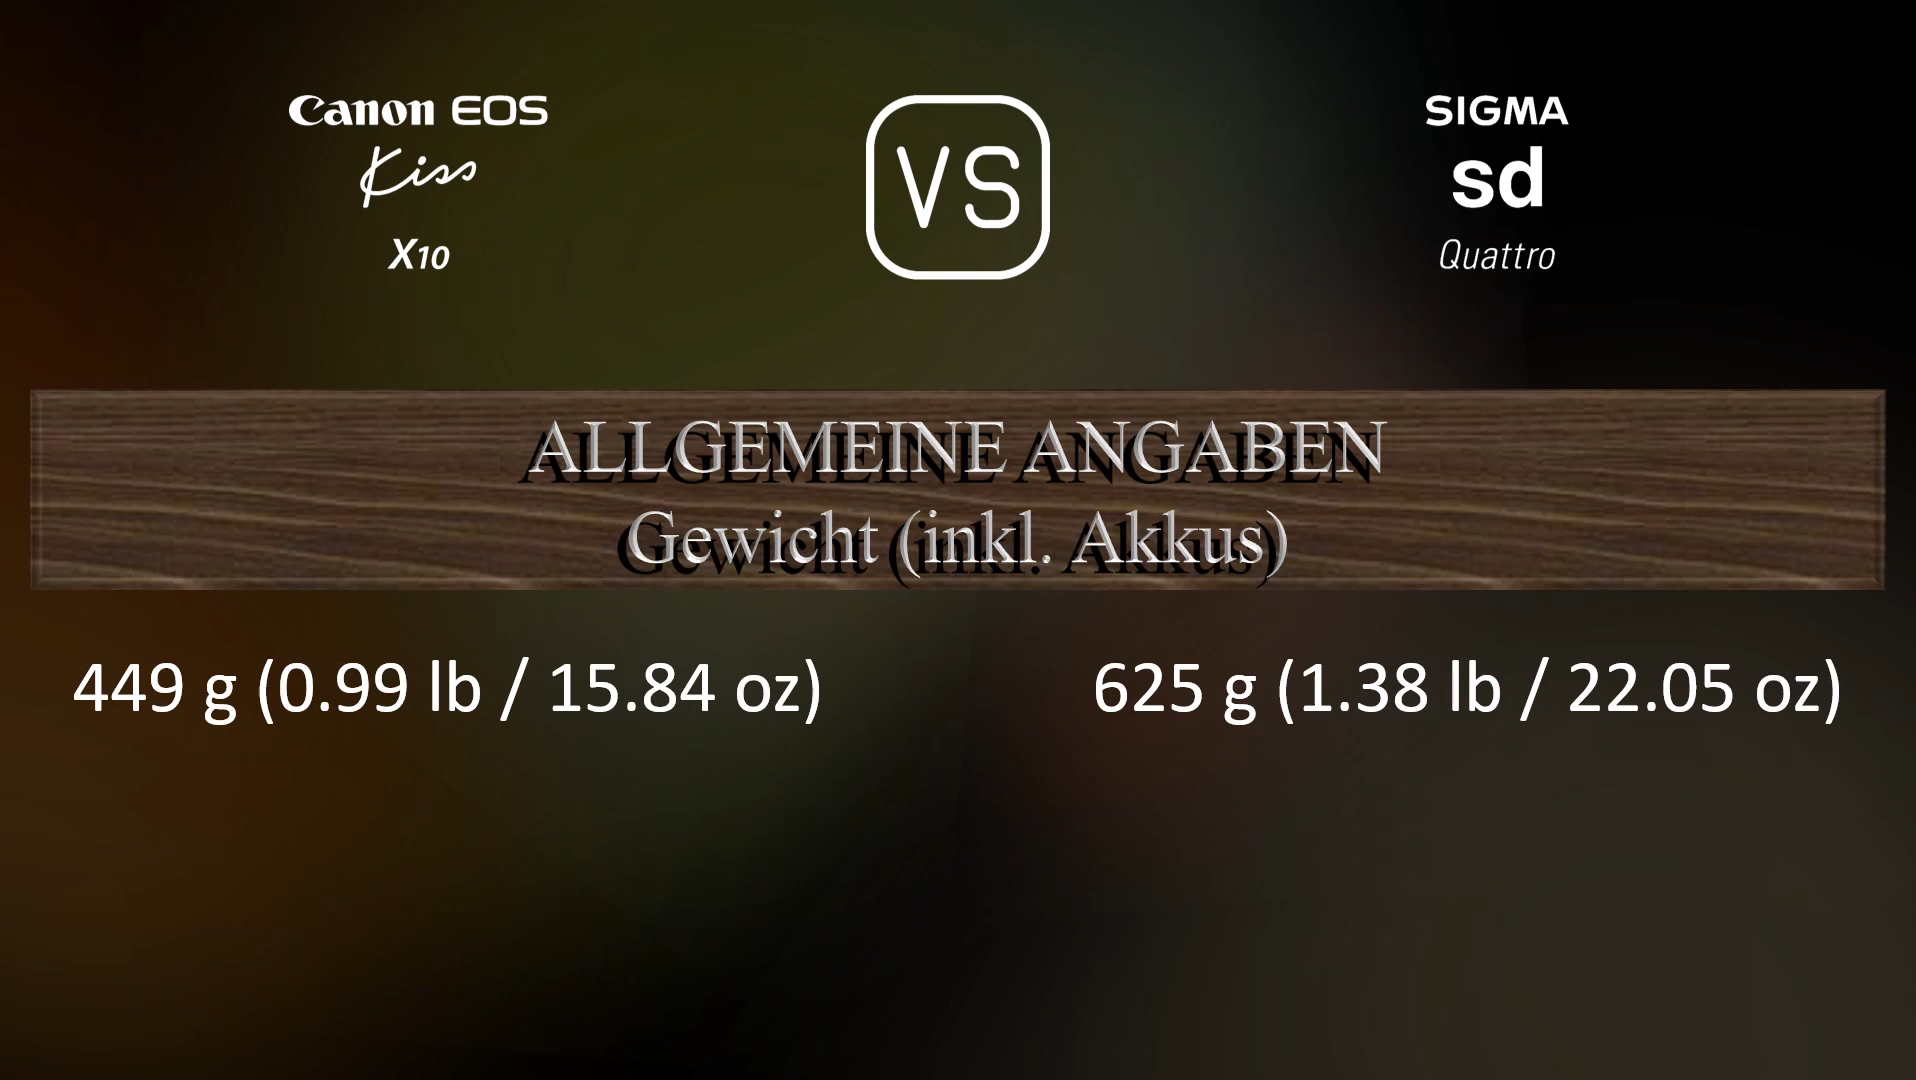 Canon EOS
Kiss
X10
VS
SIGMA
sd
Quattro
ALLGEMEINE ANGABEN
Gewicht (inkl. Akkus)
449 g (0.99 lb / 15.84 oz)
625 g (1.38 lb / 22.05 oz)